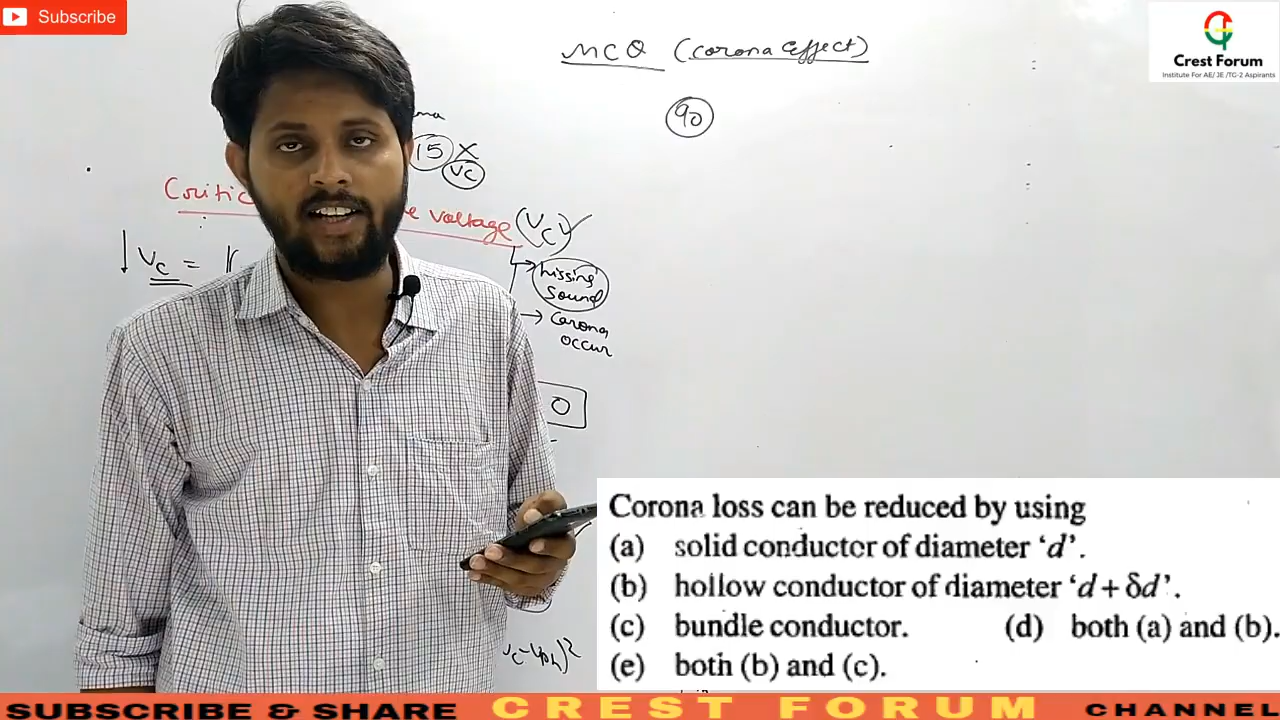 Subscribe
MCQ (Corona Effect)
Crest Forum
Institute For AE/ JE /TG-2 Aspirants
90
15 X
VC
Critic
e voltage (VC)
VC =
hissing
Sound
→ Corona
occur
0
Corona loss can be reduced by using
(a) solid conductor of diameter ‘d’.
(b) hollow conductor of diameter ‘d + δd’.
(c) bundle conductor. (d) both (a) and (b).
(e) both (b) and (c).
SUBSCRIBE & SHARE CREST FORUM CHANNEL